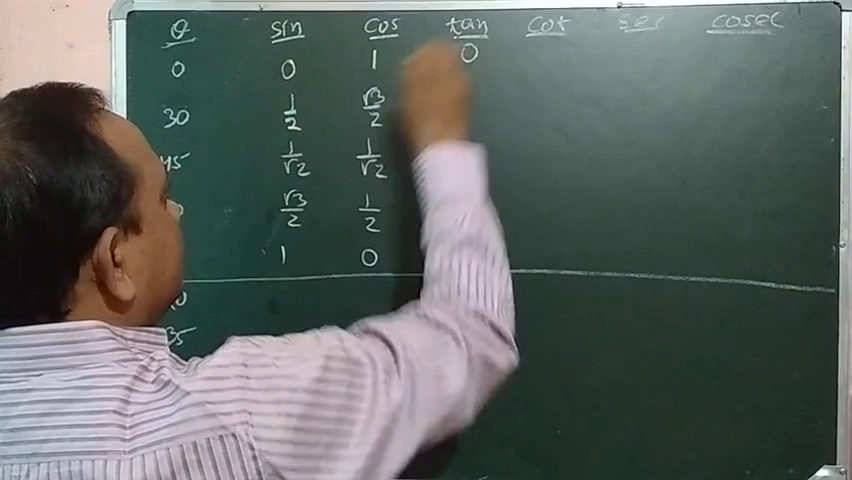 θ sin cos tan cot sec cosec
0 0 1 0
30 1/2 √3/2
45 1/√2 1/√2
√3/2 1/2
1 0
35